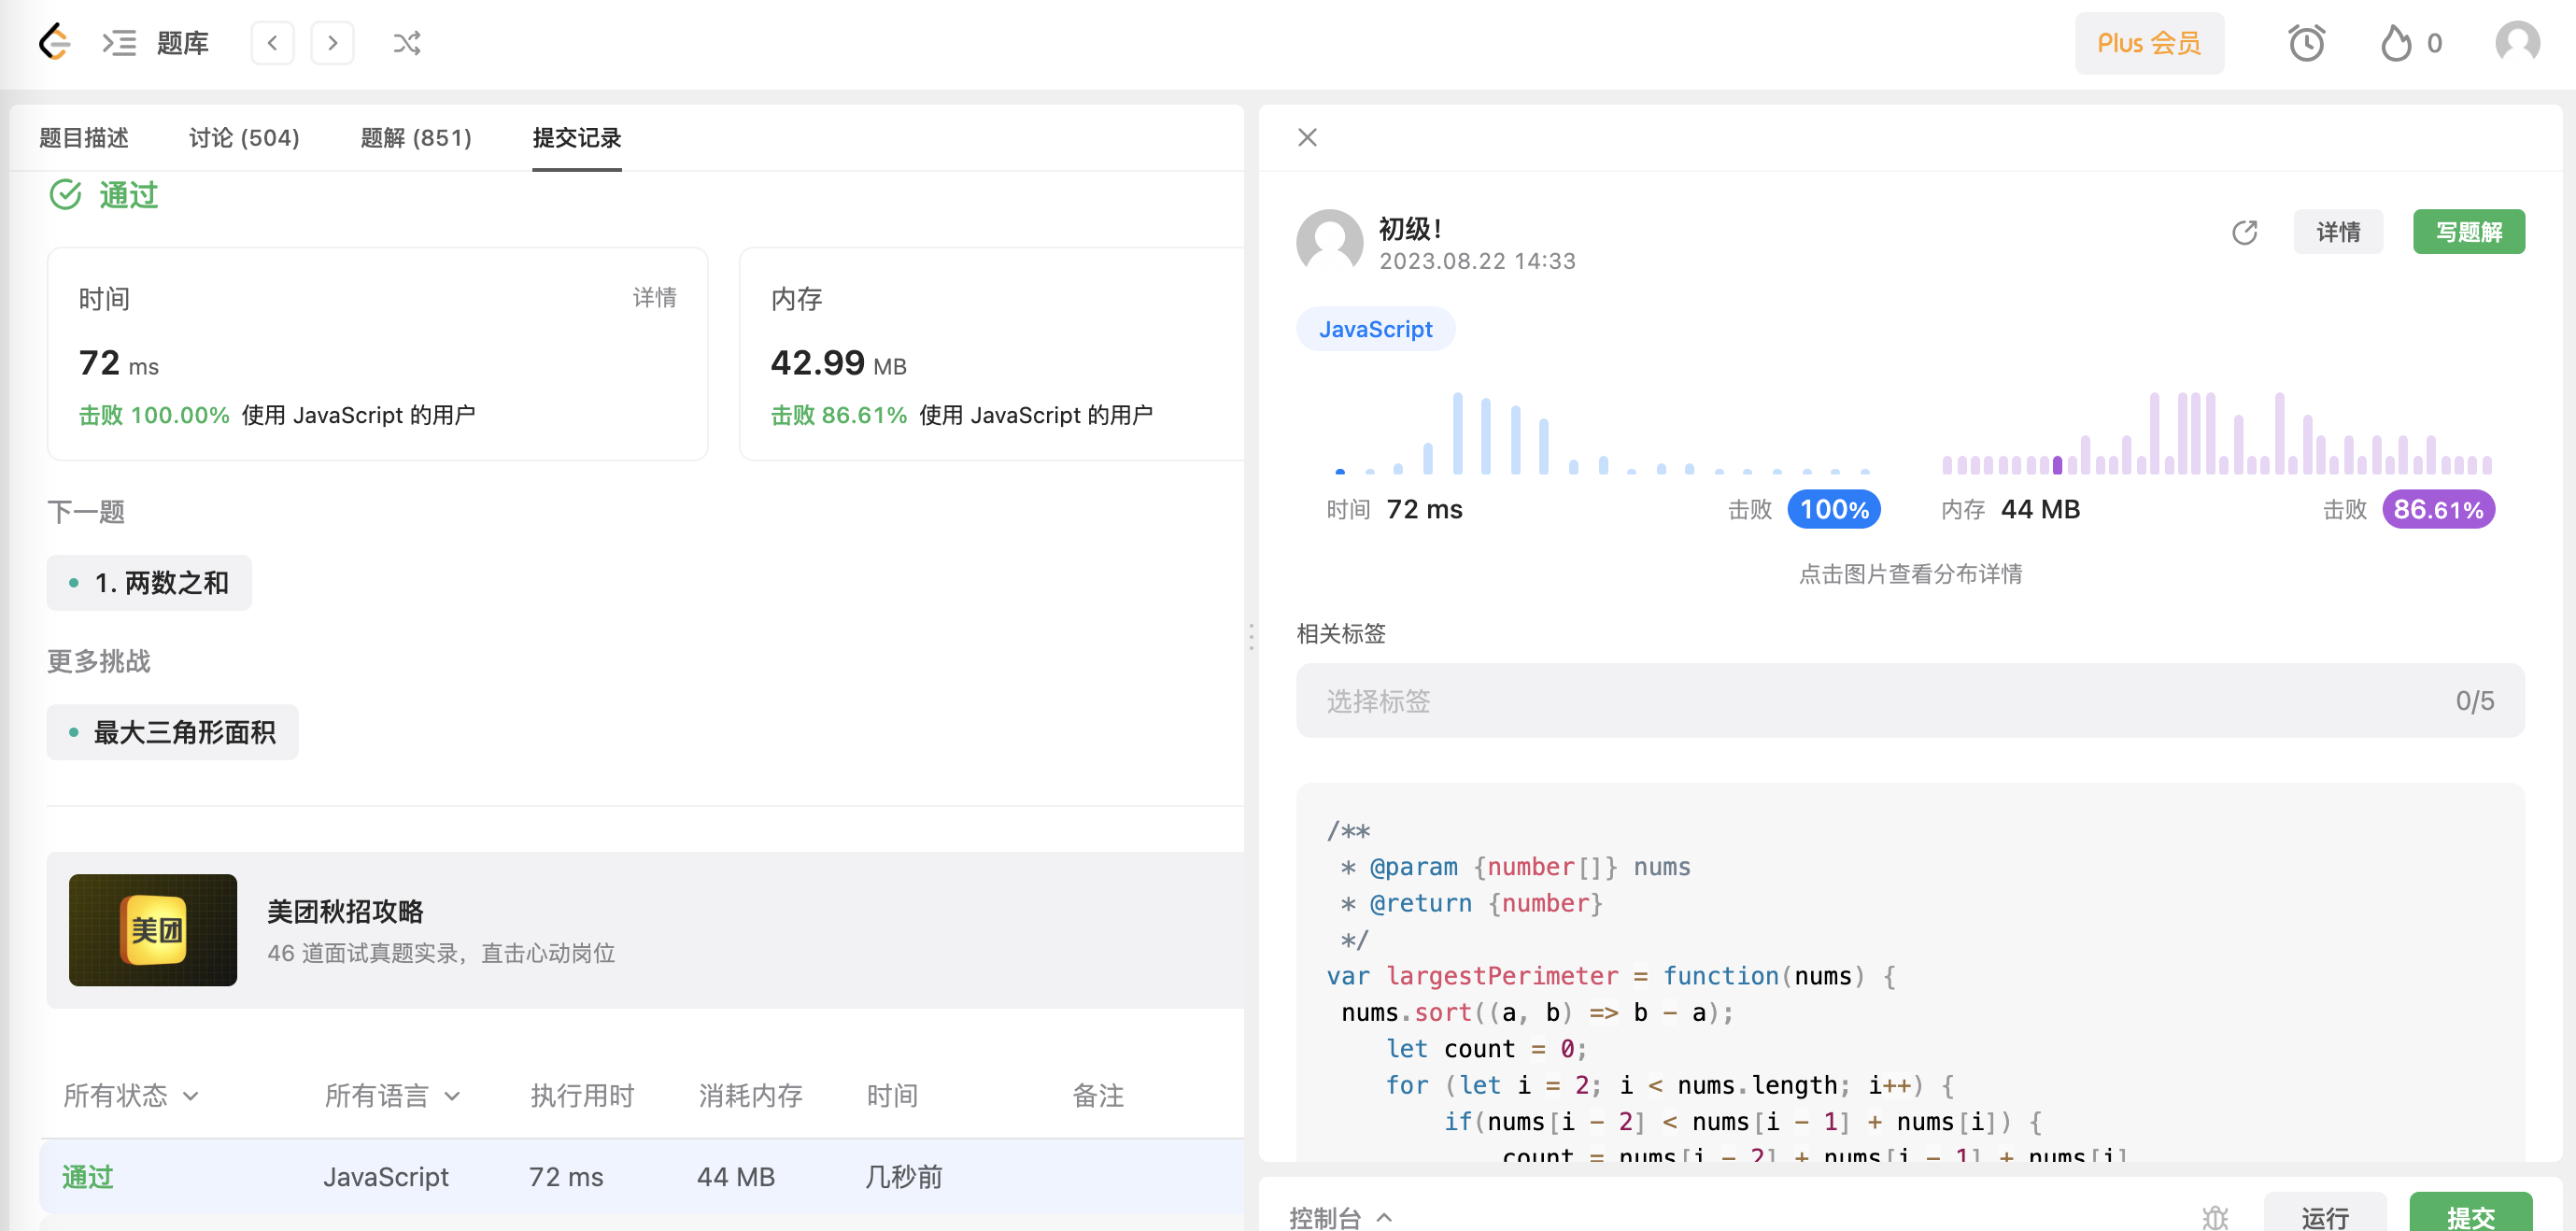 题库
Plus 会员
0
题目描述 讨论 (504) 题解 (851) 提交记录
通过
时间 详情
72 ms
击败 100.00% 使用 JavaScript 的用户
内存
42.99 MB
击败 86.61% 使用 JavaScript 的用户
下一题
1. 两数之和
更多挑战
最大三角形面积
美团
美团秋招攻略
46 道面试真题实录，直击心动岗位
所有状态 所有语言 执行用时 消耗内存 时间 备注
通过 JavaScript 72 ms 44 MB 几秒前
初级！
2023.08.22 14:33
详情 写题解
JavaScript
时间 72 ms 击败 100%
内存 44 MB 击败 86.61%
点击图片查看分布详情
相关标签
选择标签 0/5
/**
 * @param {number[]} nums
 * @return {number}
 */
var largestPerimeter = function(nums) {
 nums.sort((a, b) => b - a);
    let count = 0;
    for (let i = 2; i < nums.length; i++) {
        if(nums[i - 2] < nums[i - 1] + nums[i]) {
            count = nums[i - 2] + nums[i - 1] + nums[i]
控制台 运行 提交